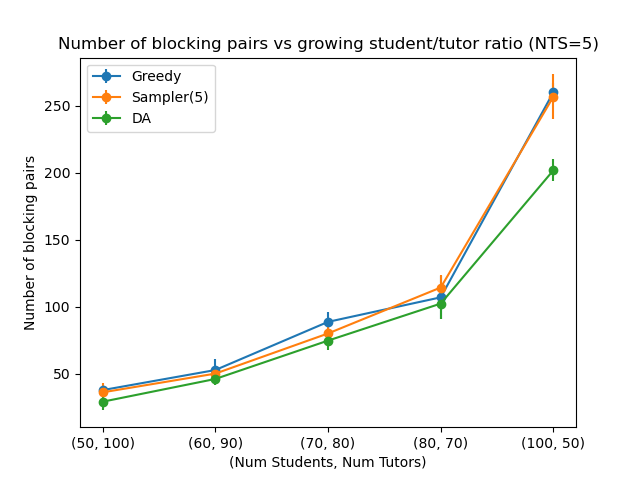 Number of blocking pairs vs growing student/tutor ratio (NTS=5)
Greedy
Sampler(5)
DA
Number of blocking pairs
250
200
150
100
50
(50, 100) (60, 90) (70, 80) (80, 70) (100, 50)
(Num Students, Num Tutors)